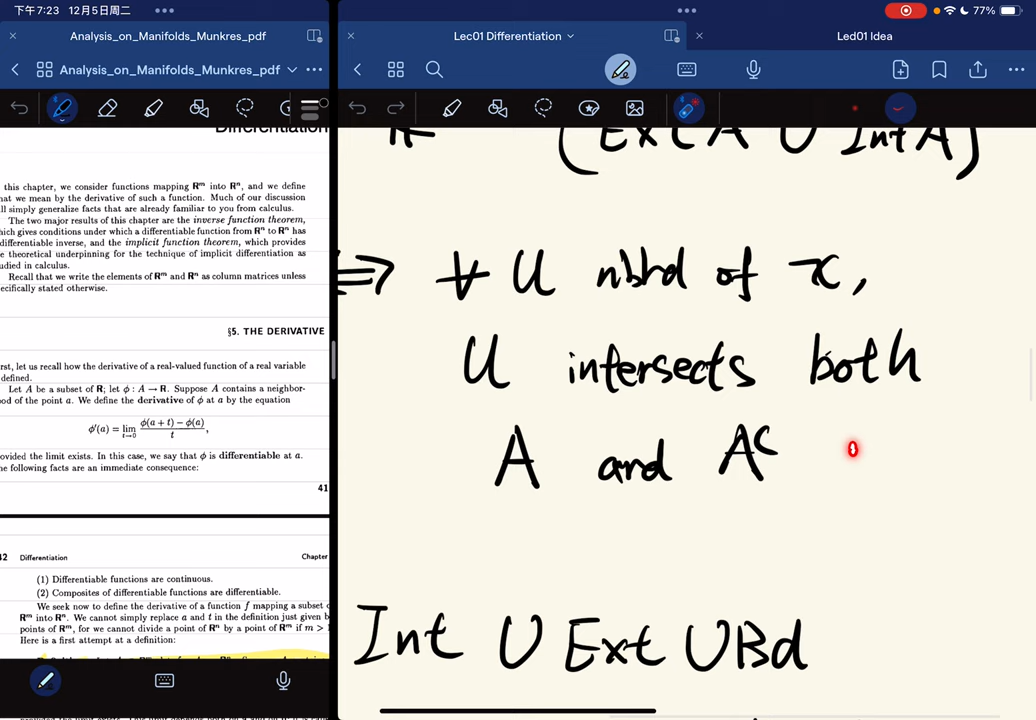 下午7:23 12月5日周二
77%
Analysis_on_Manifolds_Munkres_pdf
Analysis_on_Manifolds_Munkres_pdf
Differentiation
this chapter, we consider functions mapping Rᵐ into Rⁿ, and we define
hat we mean by the derivative of such a function. Much of our discussion
ll simply generalize facts that are already familiar to you from calculus.
The two major results of this chapter are the inverse function theorem,
hich gives conditions under which a differentiable function from Rⁿ to Rⁿ has
differentiable inverse, and the implicit function theorem, which provides
e theoretical underpinning for the technique of implicit differentiation as
udied in calculus.
Recall that we write the elements of Rᵐ and Rⁿ as column matrices unless
ecifically stated otherwise.
§5. THE DERIVATIVE
rst, let us recall how the derivative of a real-valued function of a real variable
defined.
Let A be a subset of R; let ϕ : A → R. Suppose A contains a neighbor-
ood of the point a. We define the derivative of ϕ at a by the equation
ϕ′(a) = lim t→0 ϕ(a + t) − ϕ(a) / t,
ovided the limit exists. In this case, we say that ϕ is differentiable at a.
he following facts are an immediate consequence:
41
42 Differentiation Chapter
(1) Differentiable functions are continuous.
(2) Composites of differentiable functions are differentiable.
We seek now to define the derivative of a function f mapping a subset o
Rᵐ into Rⁿ. We cannot simply replace a and t in the definition just given b
points of Rᵐ, for we cannot divide a point of Rⁿ by a point of Rᵐ if m > 1
Here is a first attempt at a definition:
Lec01 Differentiation
Led01 Idea
(Ext A ∪ Int A)
⟺ ∀ U nbhd of x,
U intersects both
A and Aᶜ
Int ∪ Ext ∪ Bd